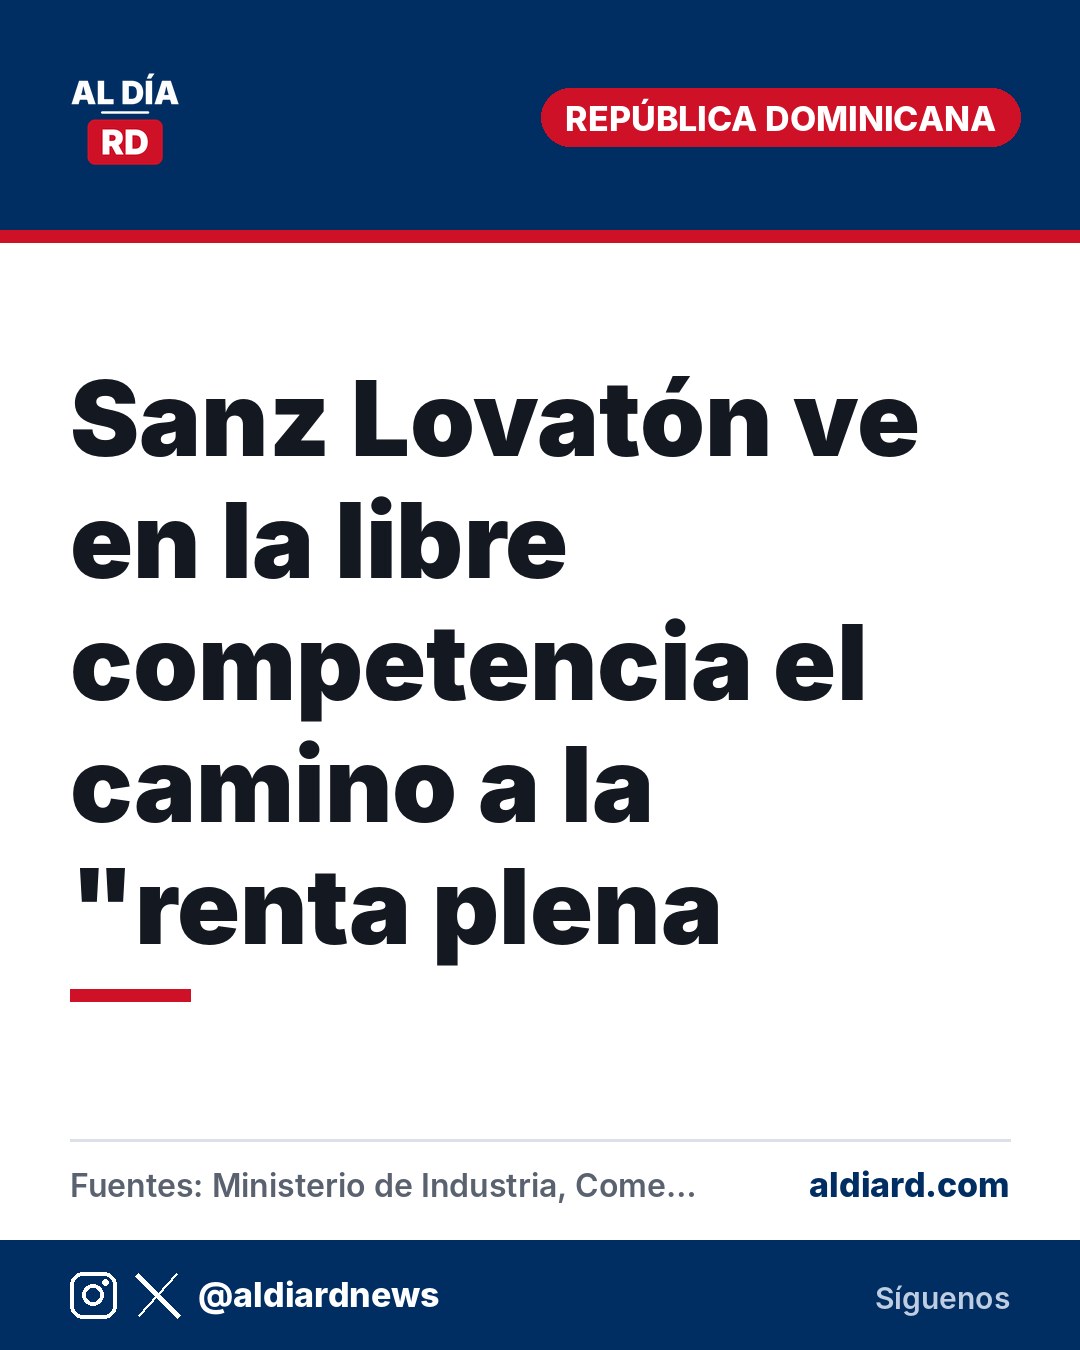 AL DÍA
RD
REPÚBLICA DOMINICANA
Sanz Lovatón ve
en la libre
competencia el
camino a la
"renta plena
Fuentes: Ministerio de Industria, Come...
aldiard.com
@aldiardnews
Síguenos